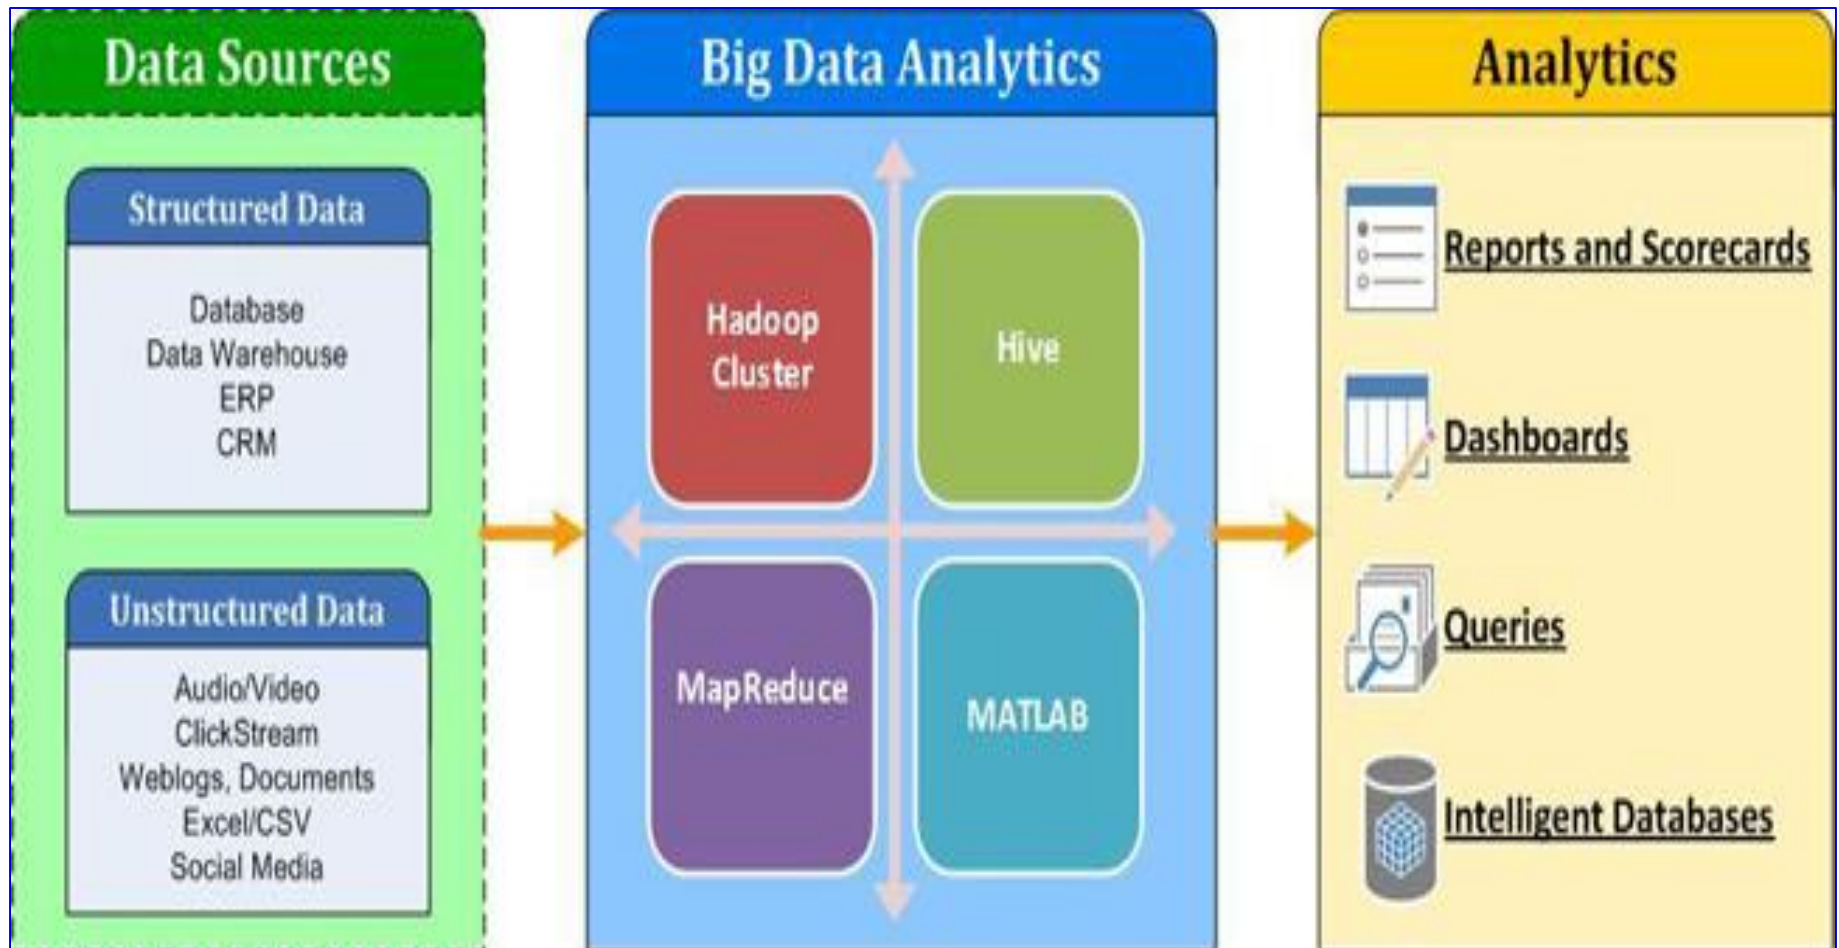 Data Sources
Structured Data
Database
Data Warehouse
ERP
CRM
Unstructured Data
Audio/Video
ClickStream
Weblogs, Documents
Excel/CSV
Social Media
Big Data Analytics
Hadoop
Cluster
Hive
MapReduce
MATLAB
Analytics
Reports and Scorecards
Dashboards
Queries
Intelligent Databases